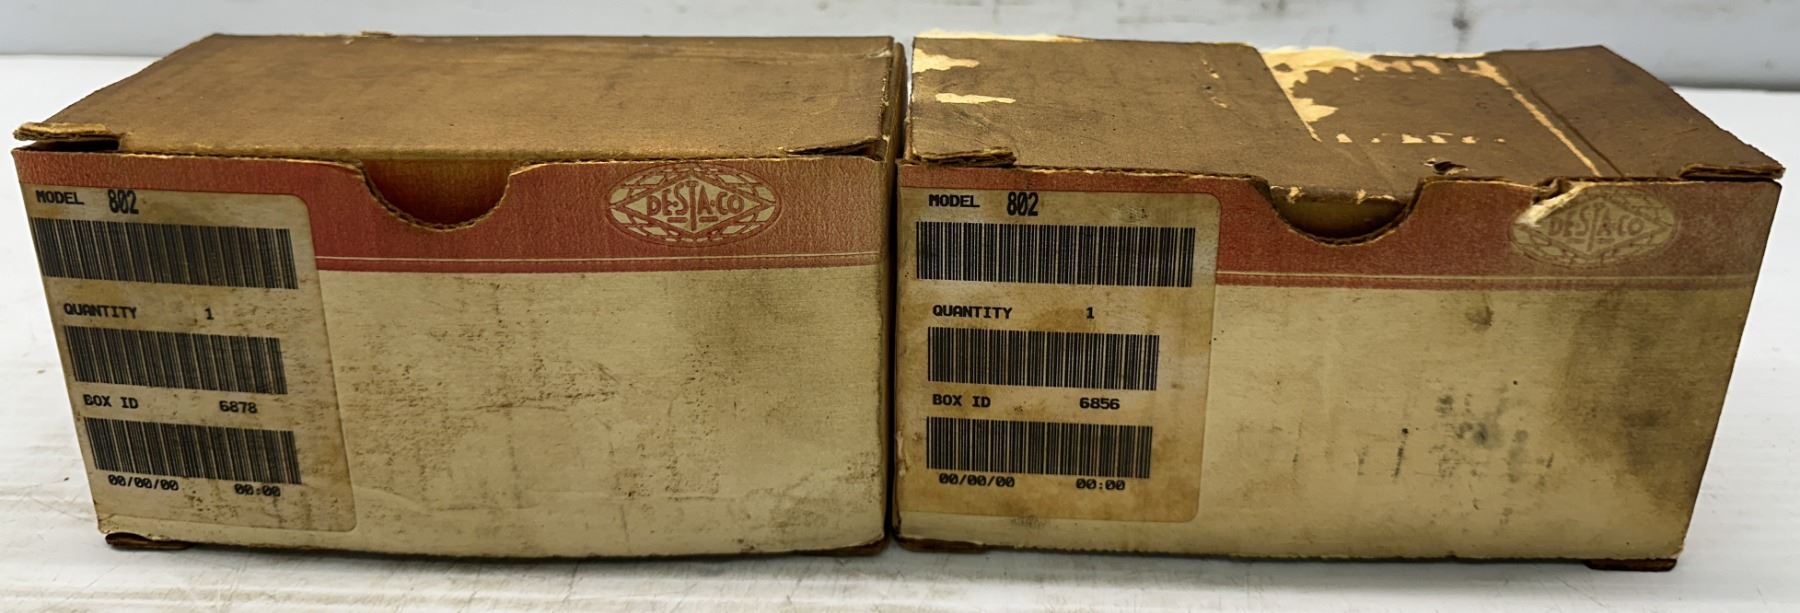 MODEL 802
DE-STA-CO
QUANTITY 1
BOX ID 6878
00/00/00 00:00
MODEL 802
DE-STA-CO
QUANTITY 1
BOX ID 6856
00/00/00 00:00